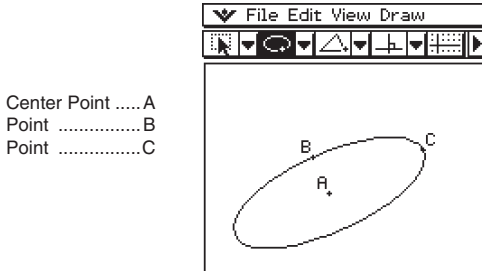 File Edit View Draw
Center Point .....A
Point ................B
Point ................C
B
C
A